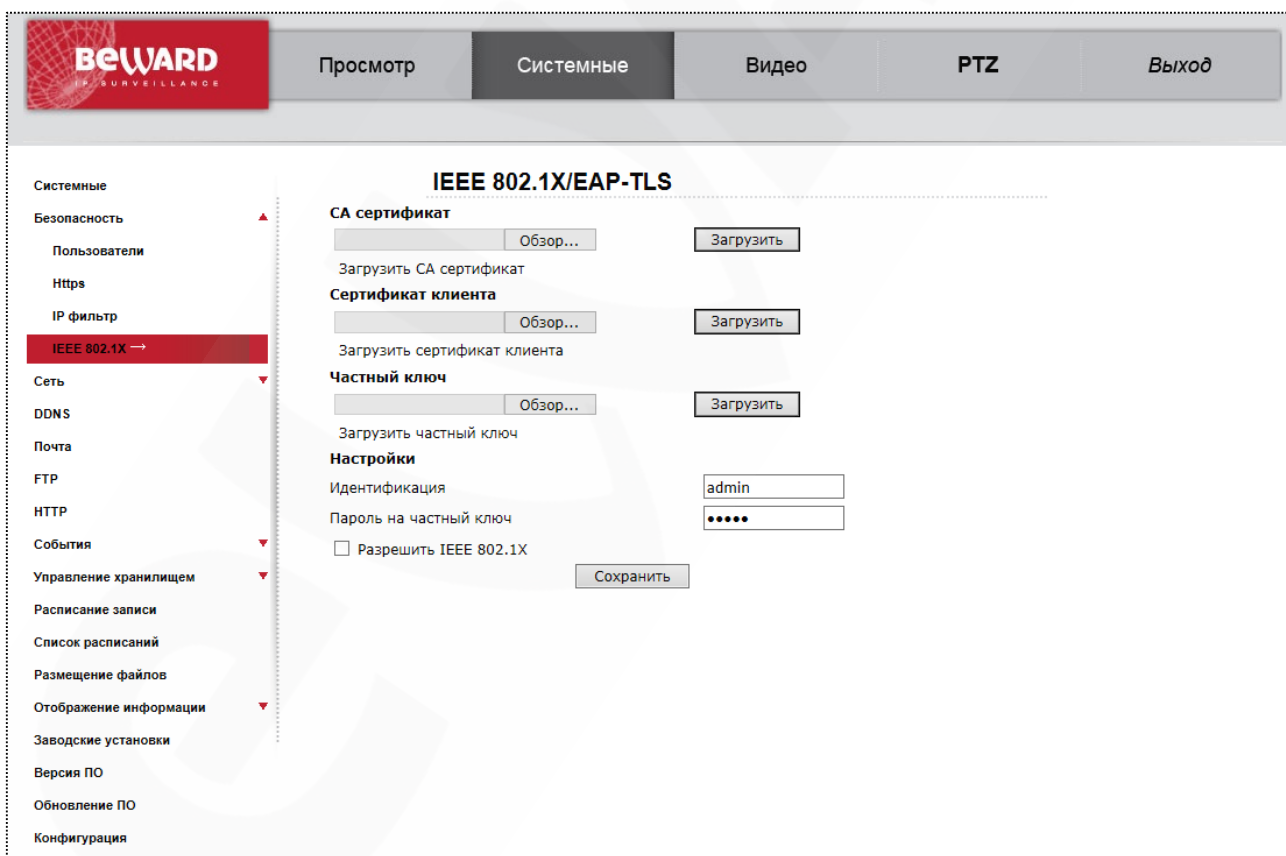 BEWARD
IP SURVEILLANCE
Просмотр
Системные
Видео
PTZ
Выход
Системные
Безопасность
Пользователи
Https
IP фильтр
IEEE 802.1X →
Сеть
DDNS
Почта
FTP
HTTP
События
Управление хранилищем
Расписание записи
Список расписаний
Размещение файлов
Отображение информации
Заводские установки
Версия ПО
Обновление ПО
Конфигурация
IEEE 802.1X/EAP-TLS
CA сертификат
Обзор... Загрузить
Загрузить CA сертификат
Сертификат клиента
Обзор... Загрузить
Загрузить сертификат клиента
Частный ключ
Обзор... Загрузить
Загрузить частный ключ
Настройки
Идентификация admin
Пароль на частный ключ •••••
Разрешить IEEE 802.1X
Сохранить